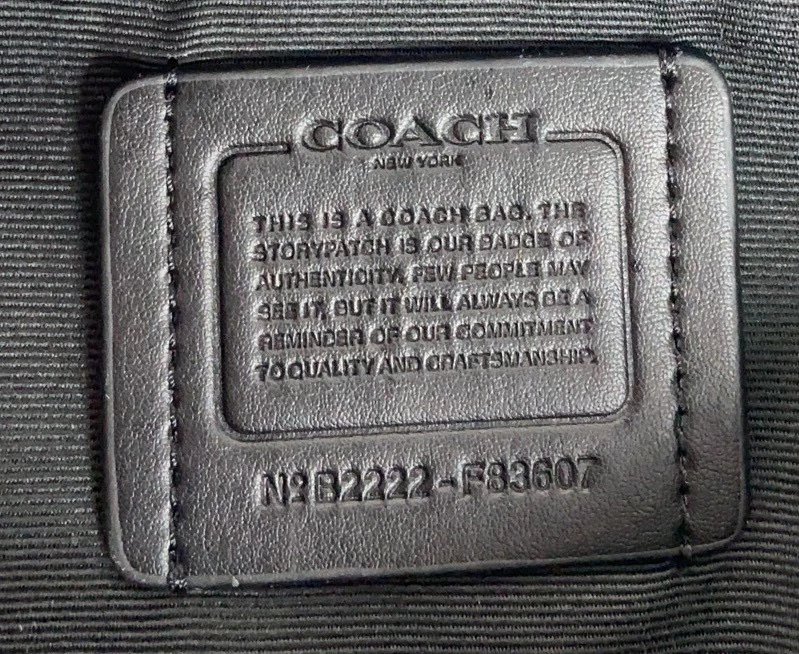 COACH
NEW YORK
THIS IS A COACH BAG. THE
STORYPATCH IS OUR BADGE OF
AUTHENTICITY. FEW PEOPLE MAY
SEE IT, BUT IT WILL ALWAYS BE A
REMINDER OF OUR COMMITMENT
TO QUALITY AND CRAFTSMANSHIP.
Nº B2222-F83607